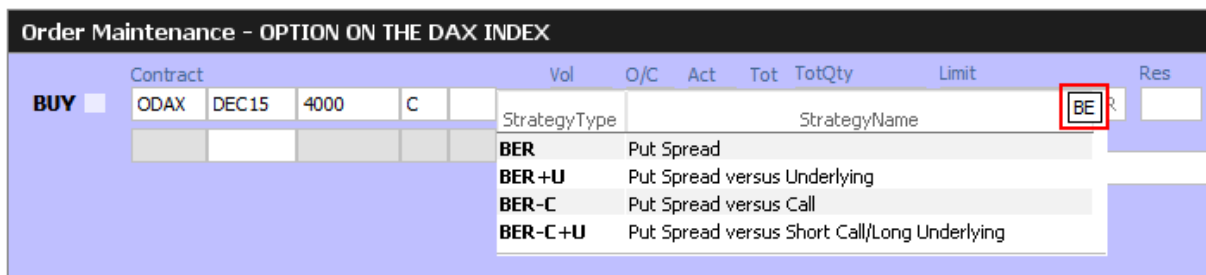 Order Maintenance - OPTION ON THE DAX INDEX
Contract Vol O/C Act Tot TotQty Limit Res
BUY ODAX DEC15 4000 C BE R
StrategyType StrategyName
BER Put Spread
BER+U Put Spread versus Underlying
BER-C Put Spread versus Call
BER-C+U Put Spread versus Short Call/Long Underlying